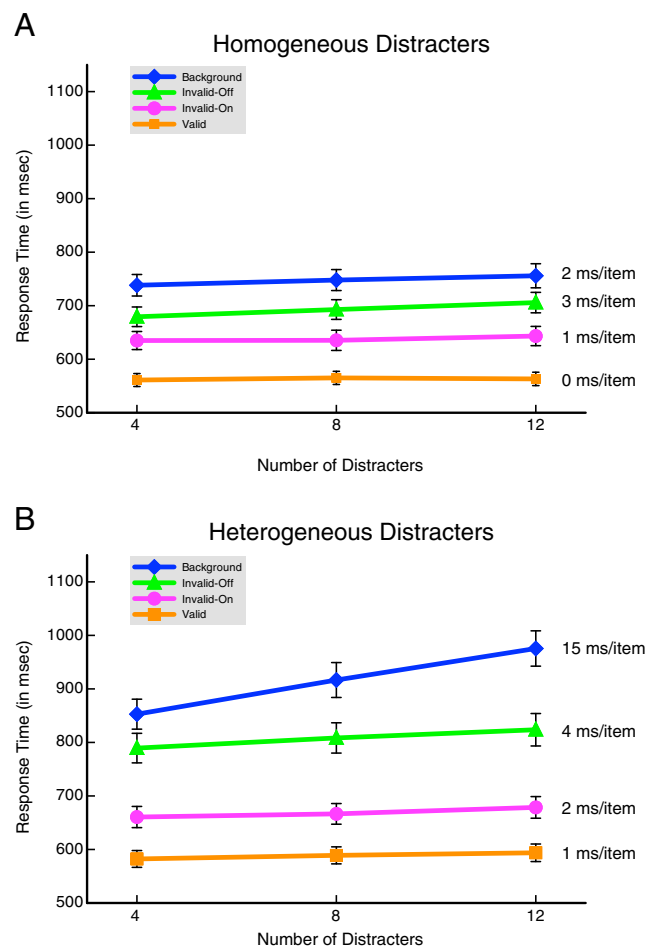 A
Homogeneous Distracters
Background
Invalid-Off
Invalid-On
Valid
Response Time (in msec)
1100
1000
900
800
700
600
500
2 ms/item
3 ms/item
1 ms/item
0 ms/item
4
8
12
Number of Distracters
B
Heterogeneous Distracters
Background
Invalid-Off
Invalid-On
Valid
Response Time (in msec)
1100
1000
900
800
700
600
500
15 ms/item
4 ms/item
2 ms/item
1 ms/item
4
8
12
Number of Distracters